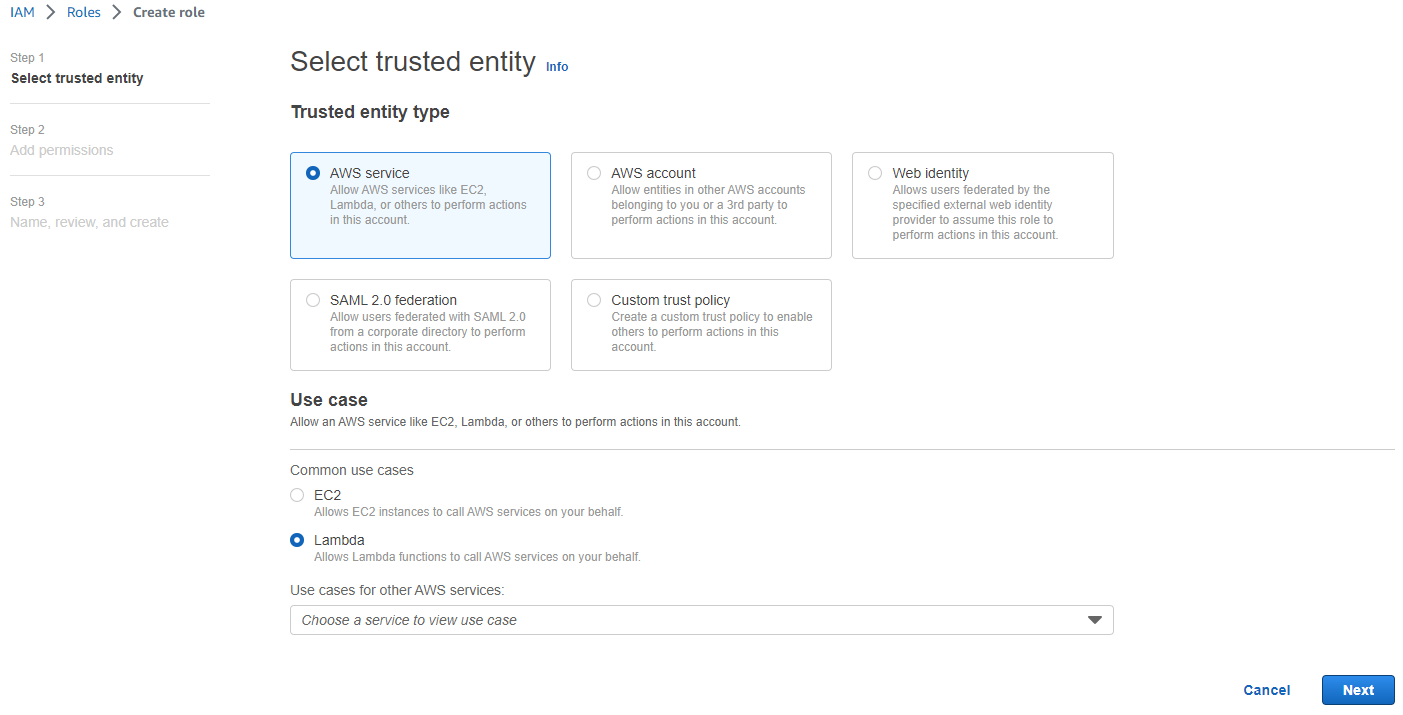 IAM > Roles > Create role
Step 1
Select trusted entity
Step 2
Add permissions
Step 3
Name, review, and create
Select trusted entity Info
Trusted entity type
AWS service
Allow AWS services like EC2,
Lambda, or others to perform actions
in this account.
AWS account
Allow entities in other AWS accounts
belonging to you or a 3rd party to
perform actions in this account.
Web identity
Allows users federated by the
specified external web identity
provider to assume this role to
perform actions in this account.
SAML 2.0 federation
Allow users federated with SAML 2.0
from a corporate directory to perform
actions in this account.
Custom trust policy
Create a custom trust policy to enable
others to perform actions in this
account.
Use case
Allow an AWS service like EC2, Lambda, or others to perform actions in this account.
Common use cases
EC2
Allows EC2 instances to call AWS services on your behalf.
Lambda
Allows Lambda functions to call AWS services on your behalf.
Use cases for other AWS services:
Choose a service to view use case
Cancel Next